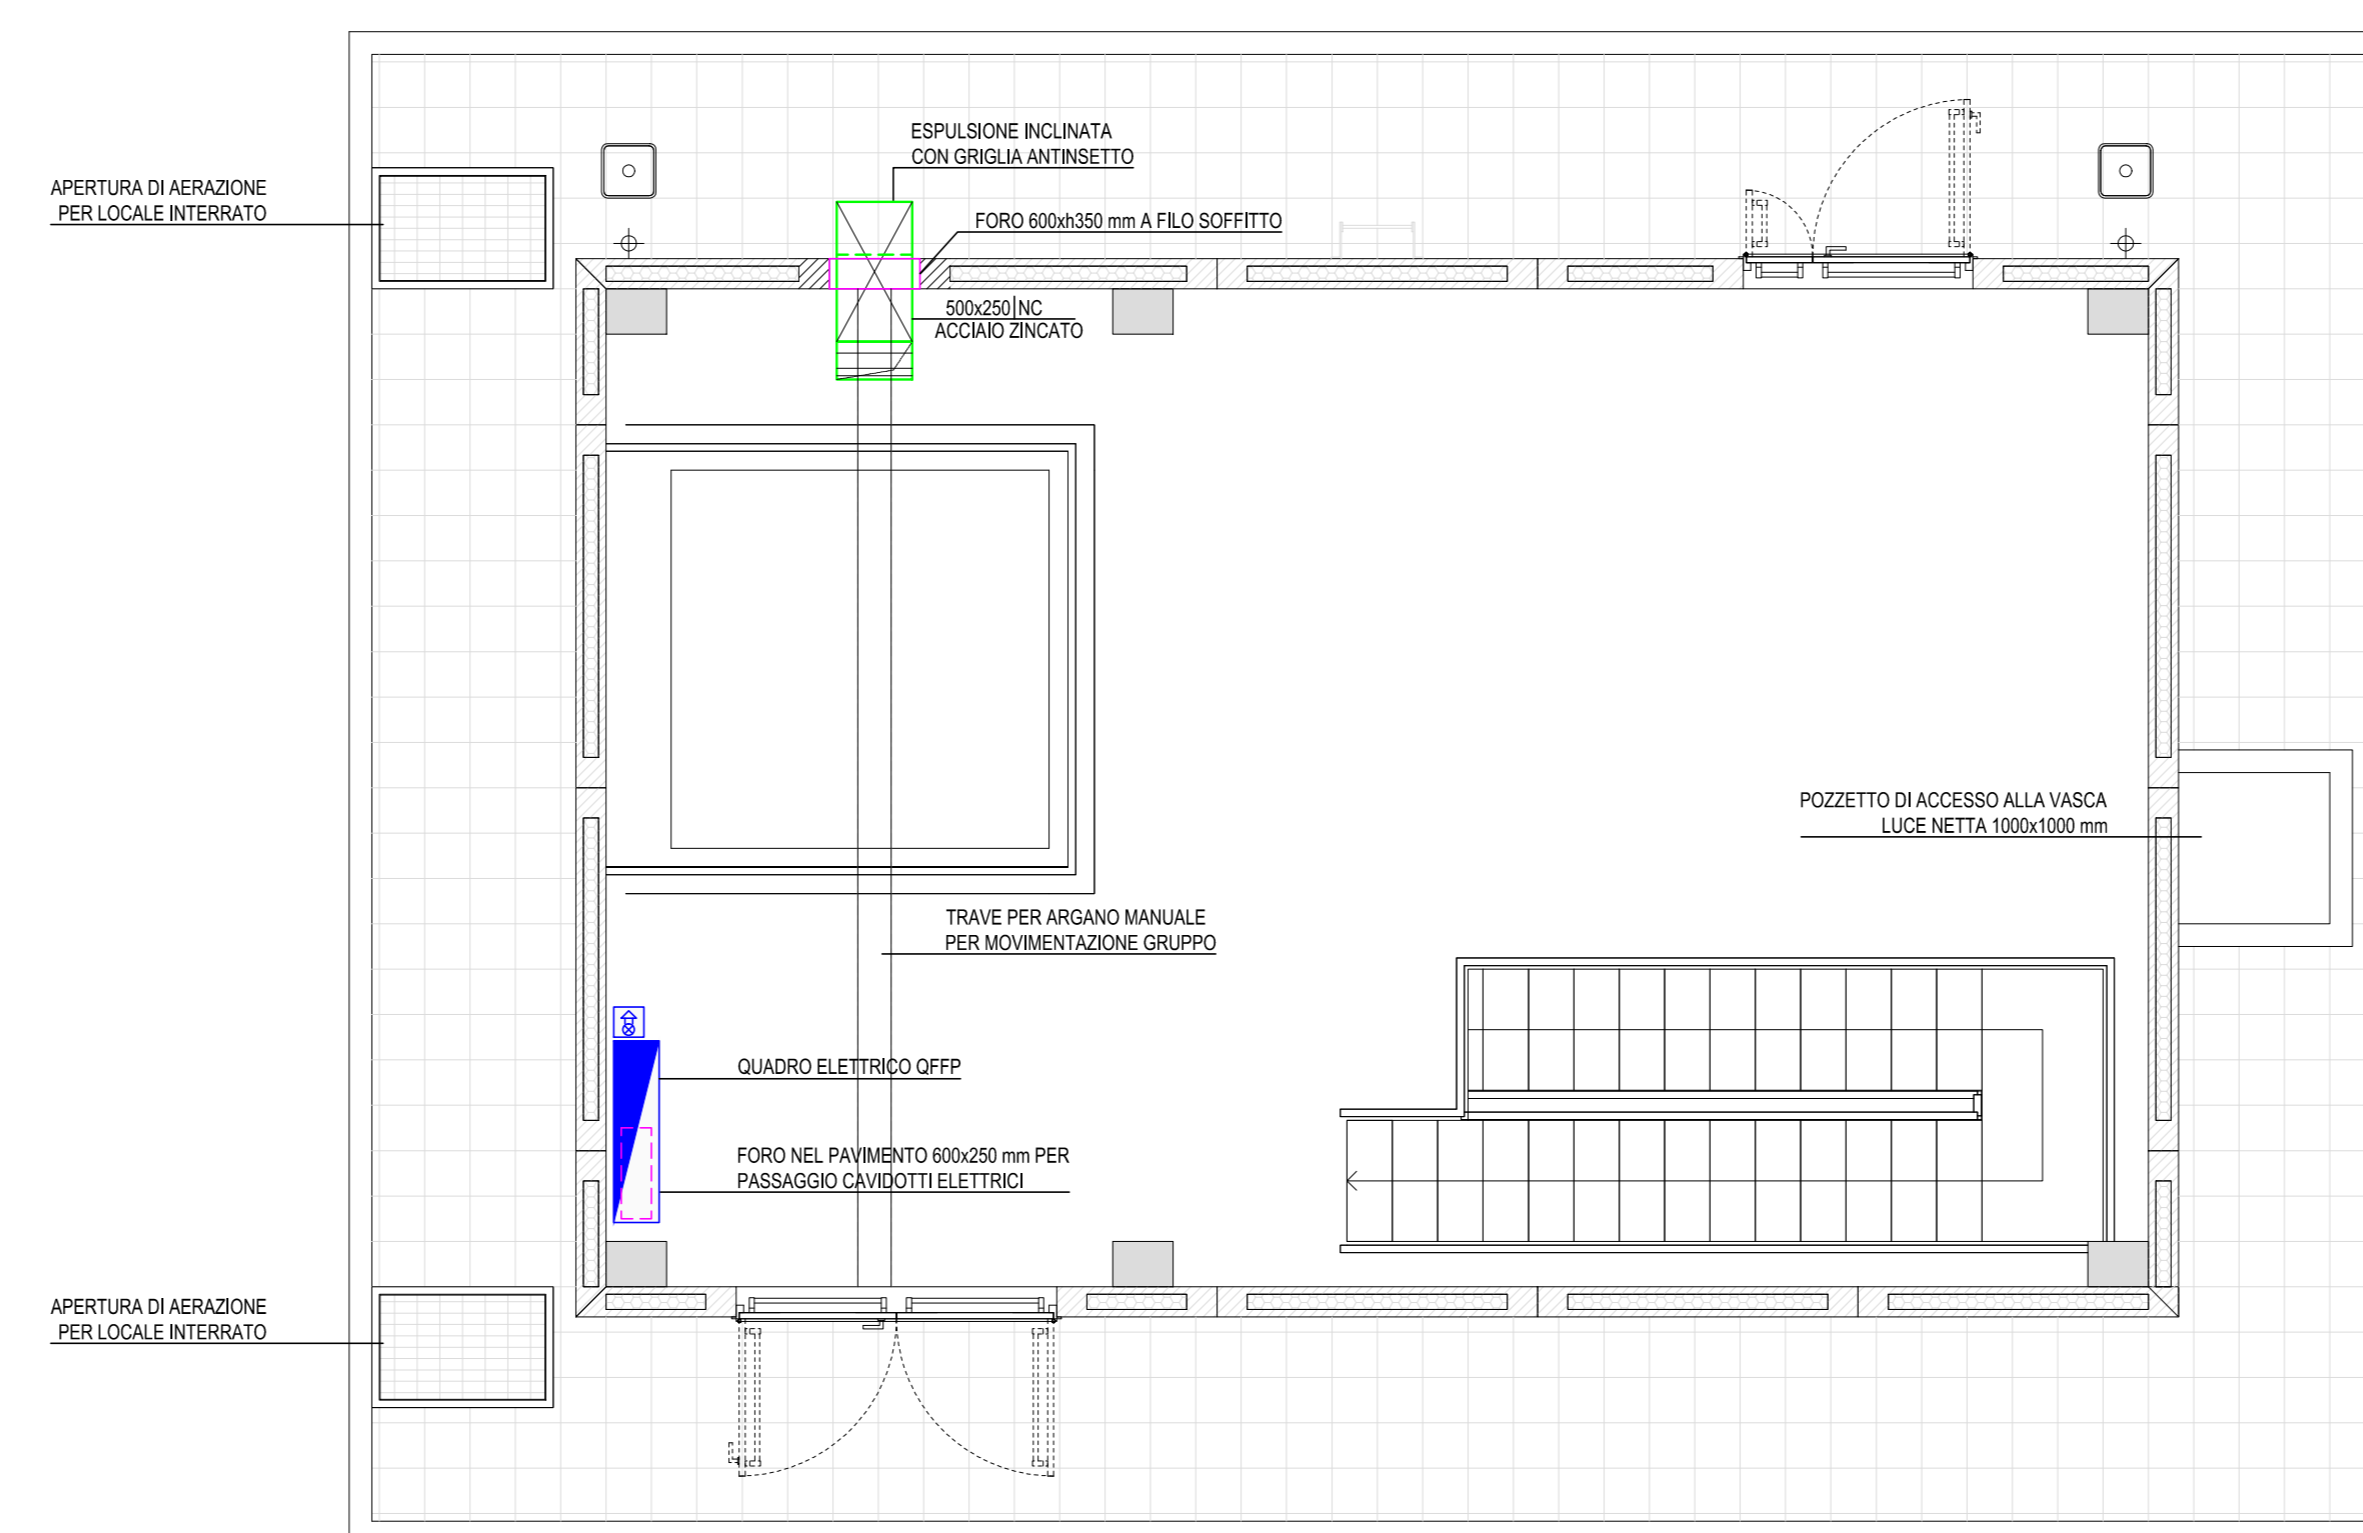 ESPULSIONE INCLINATA
CON GRIGLIA ANTINSETTO
APERTURA DI AERAZIONE
PER LOCALE INTERRATO
FORO 600xh350 mm A FILO SOFFITTO
500x250|NC
ACCIAIO ZINCATO
POZZETTO DI ACCESSO ALLA VASCA
LUCE NETTA 1000x1000 mm
TRAVE PER ARGANO MANUALE
PER MOVIMENTAZIONE GRUPPO
QUADRO ELETTRICO QFFP
FORO NEL PAVIMENTO 600x250 mm PER
PASSAGGIO CAVIDOTTI ELETTRICI
APERTURA DI AERAZIONE
PER LOCALE INTERRATO